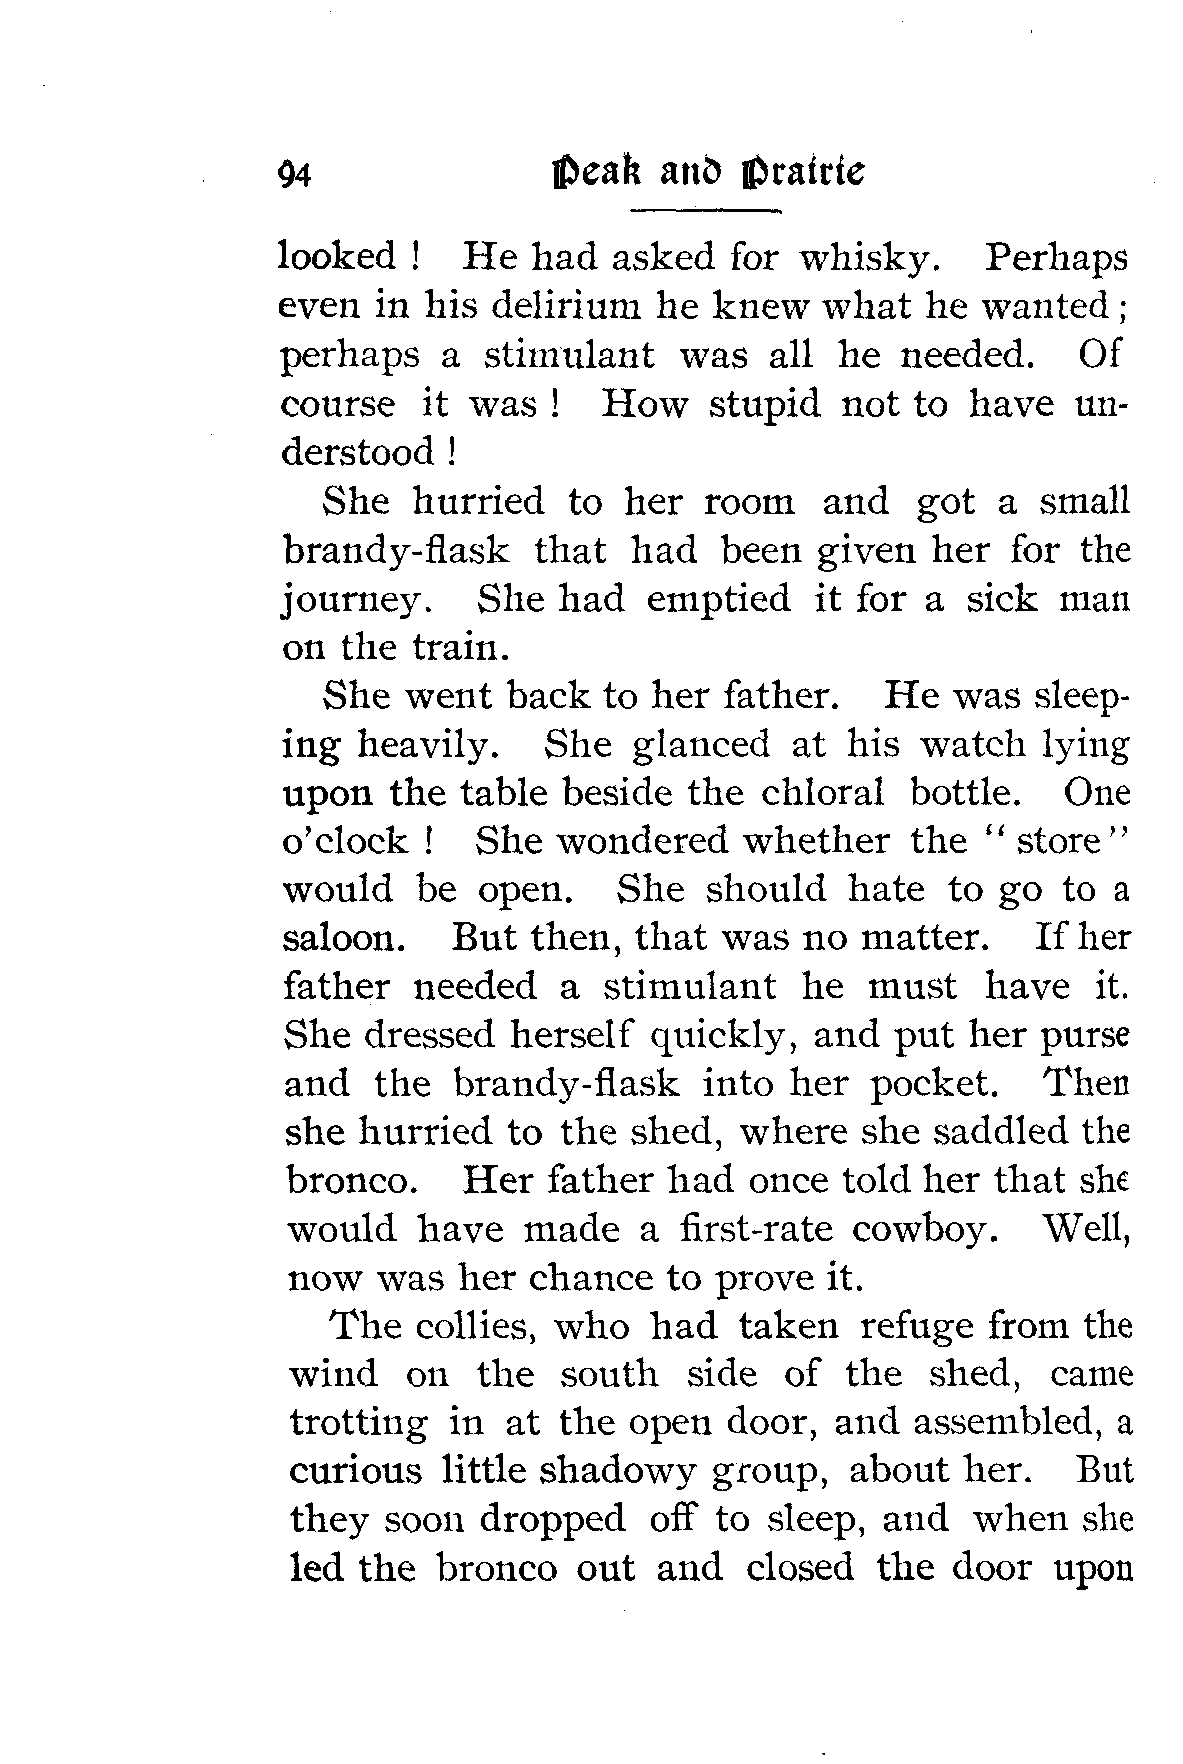 94 Peak and Prairie
looked ! He had asked for whisky. Perhaps
even in his delirium he knew what he wanted ;
perhaps a stimulant was all he needed. Of
course it was ! How stupid not to have un-
derstood !
She hurried to her room and got a small
brandy-flask that had been given her for the
journey. She had emptied it for a sick man
on the train.
She went back to her father. He was sleep-
ing heavily. She glanced at his watch lying
upon the table beside the chloral bottle. One
o'clock ! She wondered whether the " store "
would be open. She should hate to go to a
saloon. But then, that was no matter. If her
father needed a stimulant he must have it.
She dressed herself quickly, and put her purse
and the brandy-flask into her pocket. Then
she hurried to the shed, where she saddled the
bronco. Her father had once told her that she
would have made a first-rate cowboy. Well,
now was her chance to prove it.
The collies, who had taken refuge from the
wind on the south side of the shed, came
trotting in at the open door, and assembled, a
curious little shadowy group, about her. But
they soon dropped off to sleep, and when she
led the bronco out and closed the door upon